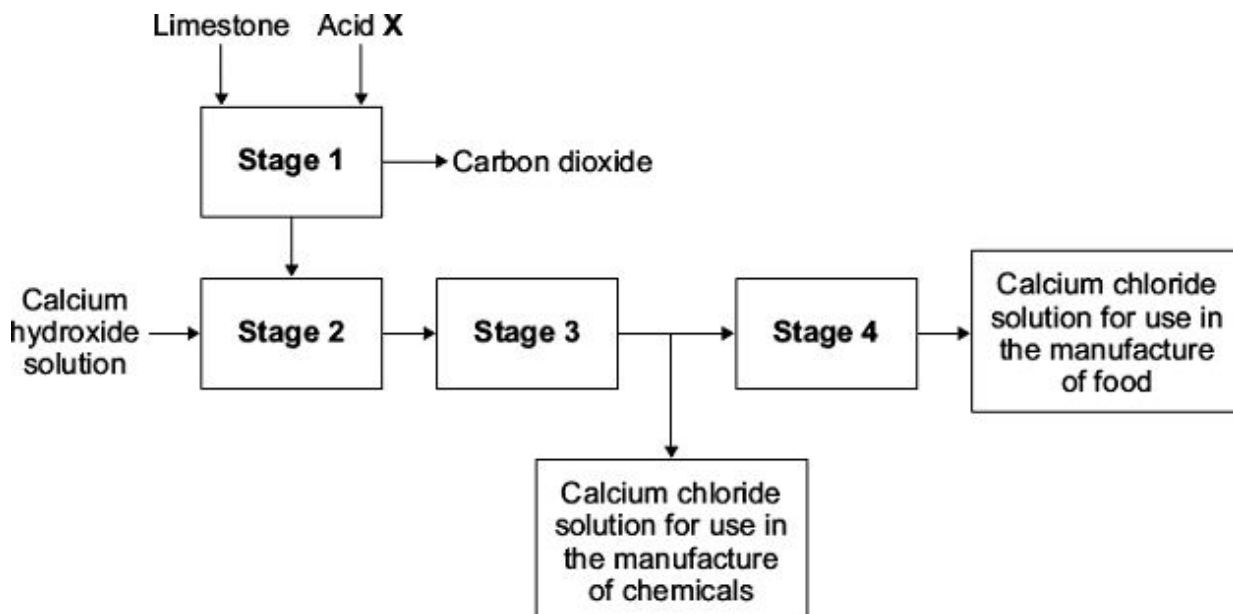 Limestone
Acid X
Stage 1
Carbon dioxide
Calcium
hydroxide
solution
Stage 2
Stage 3
Stage 4
Calcium chloride
solution for use in
the manufacture
of food
Calcium chloride
solution for use in
the manufacture
of chemicals